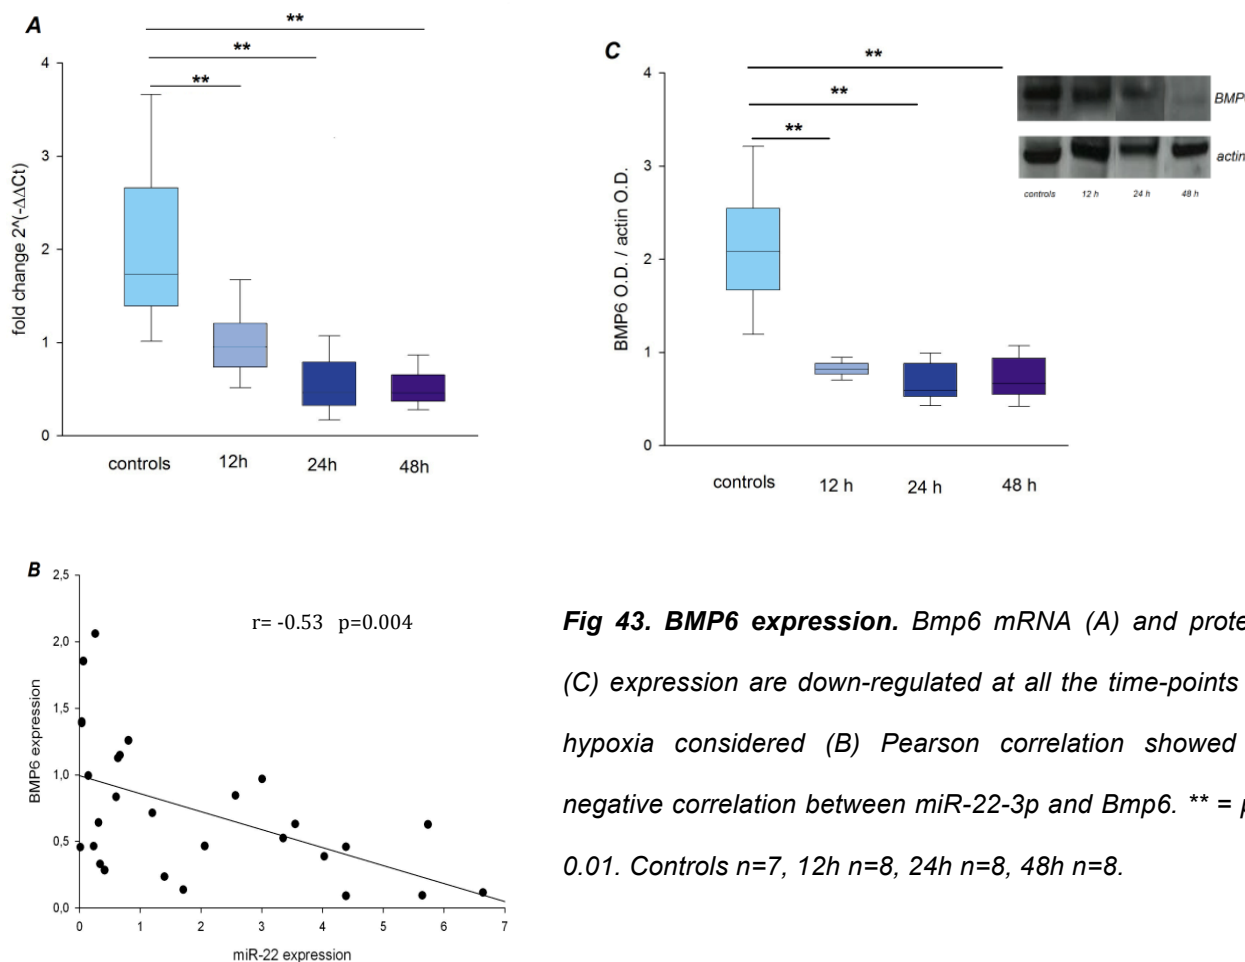 A
**
**
**
4
3
2
1
0
fold change 2^(-ΔΔCt)
controls 12h 24h 48h
C
**
**
**
4
3
2
1
0
BMP6 O.D. / actin O.D.
controls 12 h 24 h 48 h
BMP
actin
controls 12 h 24 h 48 h
B
r= -0.53 p=0.004
2,5
2,0
1,5
1,0
0,5
0,0
BMP6 expression
0 1 2 3 4 5 6 7
miR-22 expression
Fig 43. BMP6 expression. Bmp6 mRNA (A) and prote
(C) expression are down-regulated at all the time-points
hypoxia considered (B) Pearson correlation showed
negative correlation between miR-22-3p and Bmp6. ** = p
0.01. Controls n=7, 12h n=8, 24h n=8, 48h n=8.